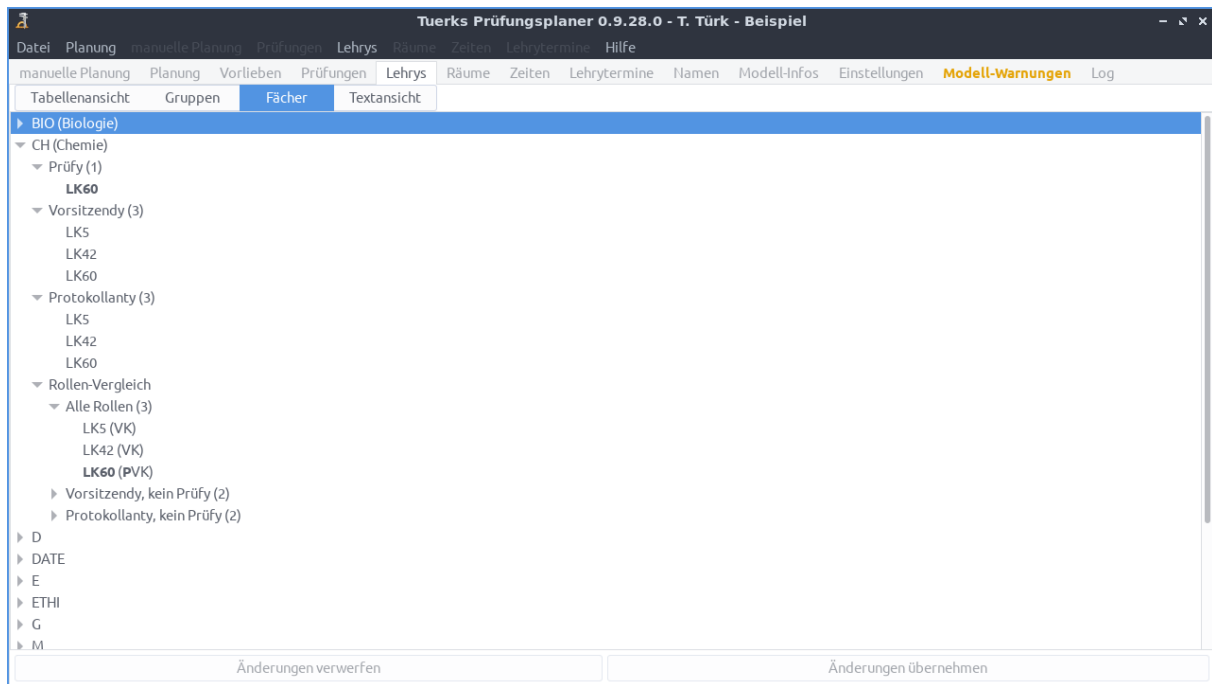 Tuerks Prüfungsplaner 0.9.28.0 - T. Türk - Beispiel
Datei Planung manuelle Planung Prüfungen Lehrys Räume Zeiten Lehrytermine Hilfe
manuelle Planung Planung Vorlieben Prüfungen Lehrys Räume Zeiten Lehrytermine Namen Modell-Infos Einstellungen Modell-Warnungen Log
Tabellenansicht Gruppen Fächer Textansicht
BIO (Biologie)
CH (Chemie)
Prüfy (1)
LK60
Vorsitzendy (3)
LK5
LK42
LK60
Protokollanty (3)
LK5
LK42
LK60
Rollen-Vergleich
Alle Rollen (3)
LK5 (VK)
LK42 (VK)
LK60 (PVK)
Vorsitzendy, kein Prüfy (2)
Protokollanty, kein Prüfy (2)
D
DATE
E
ETHI
G
M
Änderungen verwerfen Änderungen übernehmen